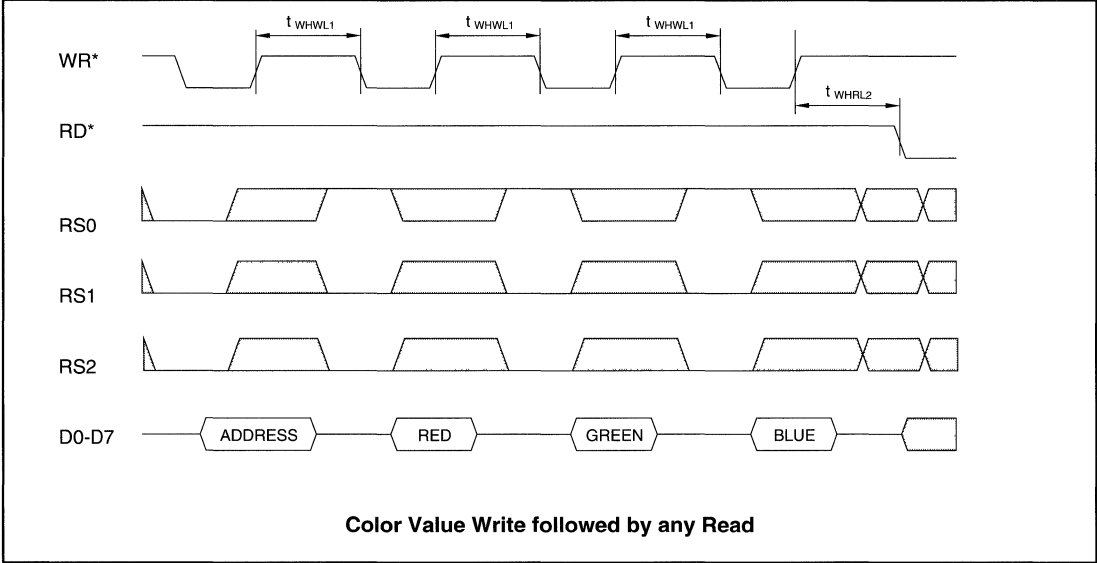 t WHWL1 t WHWL1 t WHWL1
WR*
t WHRL2
RD*
RS0
RS1
RS2
D0-D7 ADDRESS RED GREEN BLUE
Color Value Write followed by any Read